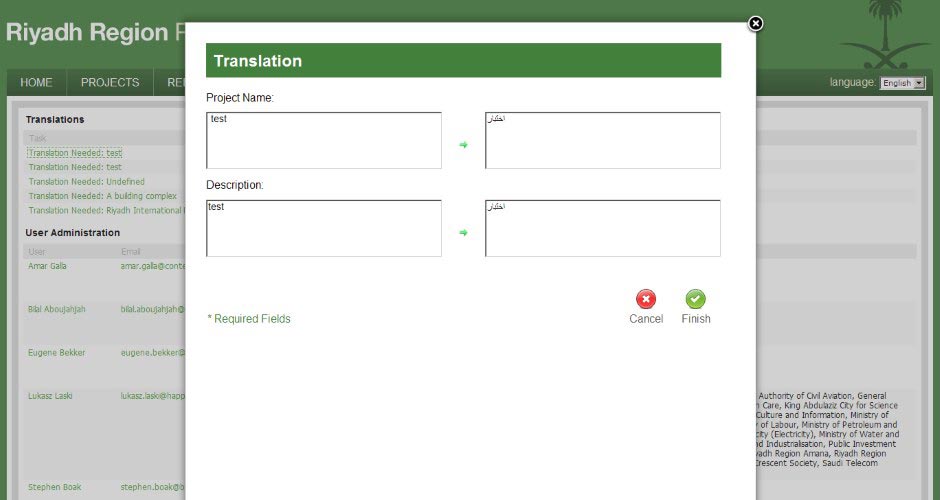 Riyadh Region
HOME PROJECTS
language: English
Translation
Project Name:
test
اختبار
Description:
test
اختبار
* Required Fields
Cancel
Finish
Translations
Task
Translation Needed: test
Translation Needed: test
Translation Needed: Undefined
Translation Needed: A building complex
Translation Needed: Riyadh International
User Administration
User Email
Amar Galla amar.galla@conte
Bilal Aboujahjah bilal.aboujahjah@
Eugene Bekker eugene.bekker@
Lukasz Laski lukasz.laski@happ
Authority of Civil Aviation, General
Care, King Abdulaziz City for Science
Culture and Information, Ministry of
of Labour, Ministry of Petroleum and
(Electricity), Ministry of Water and
Industrialisation, Public Investment
Riyadh Region Amana, Riyadh Region
Crescent Society, Saudi Telecom
Stephen Boak stephen.boak@b